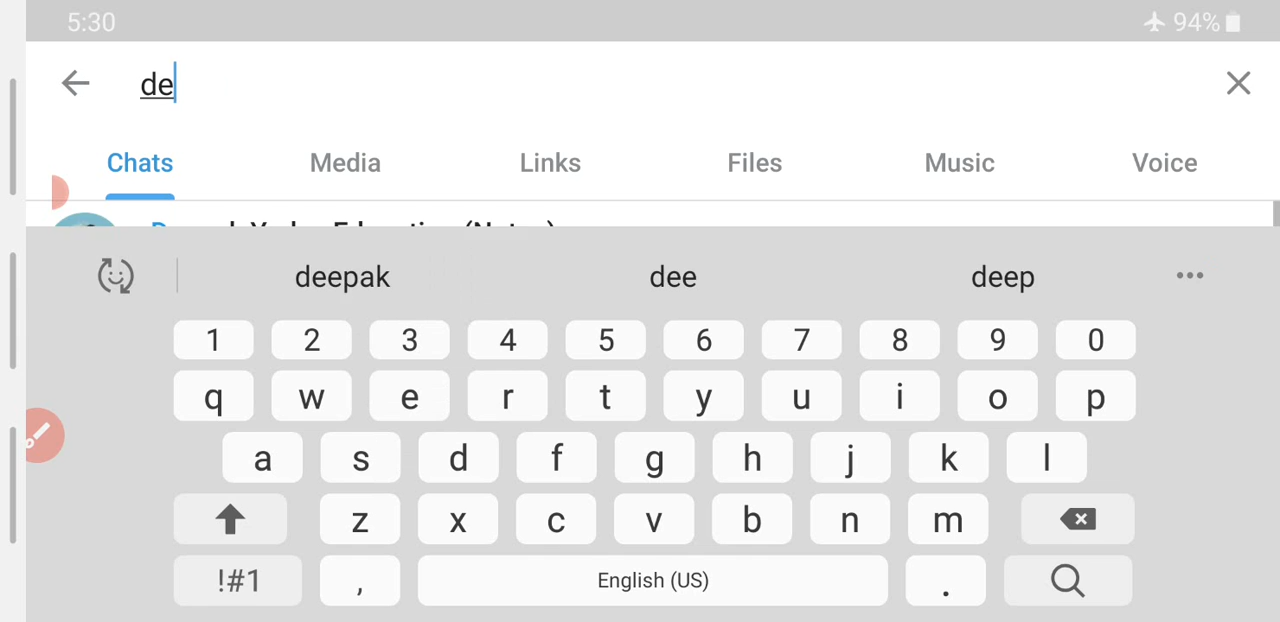 5:30 94%
de
Chats Media Links Files Music Voice
deepak dee deep
1 2 3 4 5 6 7 8 9 0
q w e r t y u i o p
a s d f g h j k l
z x c v b n m
!#1 , English (US) .